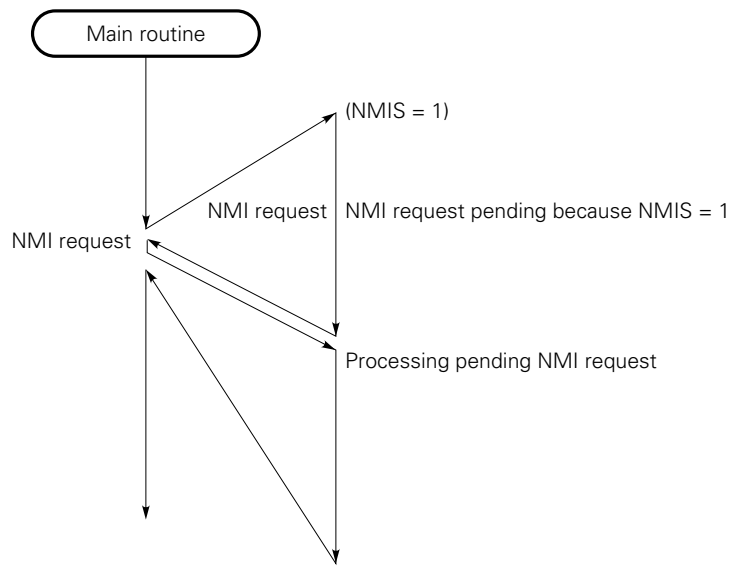 Main routine
(NMIS = 1)
NMI request
NMI request pending because NMIS = 1
NMI request
Processing pending NMI request